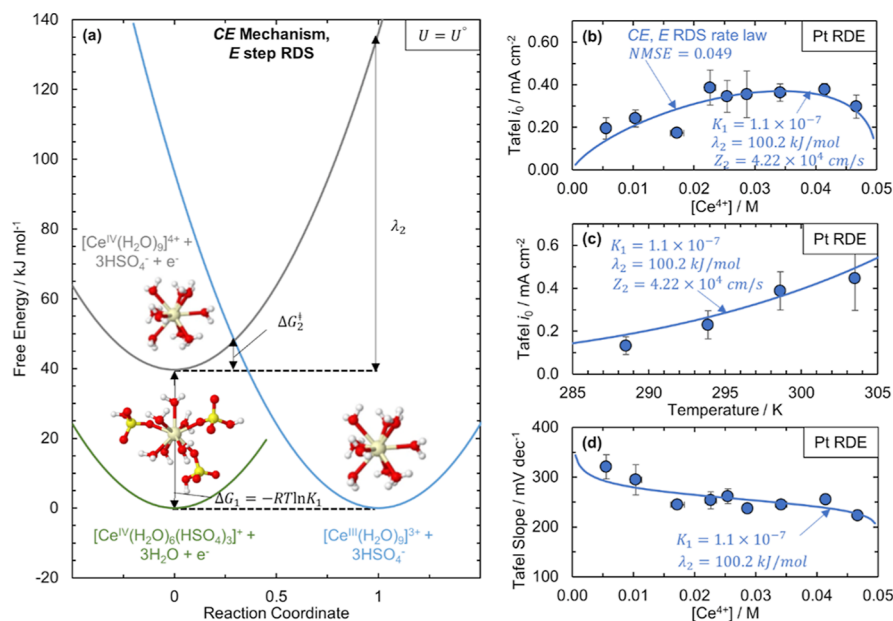 (a)
CE Mechanism,
E step RDS
U = U°
[Ce^IV(H₂O)₉]⁴⁺ +
3HSO₄⁻ + e⁻
λ₂
ΔG₂‡
ΔG₁ = −RTlnK₁
[Ce^IV(H₂O)₆(HSO₄)₃]⁺ +
3H₂O + e⁻
[Ce^III(H₂O)₉]³⁺ +
3HSO₄⁻
Free Energy / kJ mol⁻¹
140
120
100
80
60
40
20
0
-20
0
1
Reaction Coordinate
(b)
CE, E RDS rate law
NMSE = 0.049
Pt RDE
K₁ = 1.1 × 10⁻⁷
λ₂ = 100.2 kJ/mol
Z₂ = 4.22 × 10⁴ cm/s
Tafel i₀ / mA cm⁻²
0.60
0.40
0.20
0.00
0.00 0.01 0.02 0.03 0.04 0.05
[Ce⁴⁺] / M
(c)
K₁ = 1.1 × 10⁻⁷
λ₂ = 100.2 kJ/mol
Z₂ = 4.22 × 10⁴ cm/s
Pt RDE
Tafel i₀ / mA cm⁻²
0.6
0.4
0.2
0.0
285 290 295 300 305
Temperature / K
(d)
Pt RDE
K₁ = 1.1 × 10⁻⁷
λ₂ = 100.2 kJ/mol
Tafel Slope / mV dec⁻¹
400
300
200
100
0.00 0.01 0.02 0.03 0.04 0.05
[Ce⁴⁺] / M